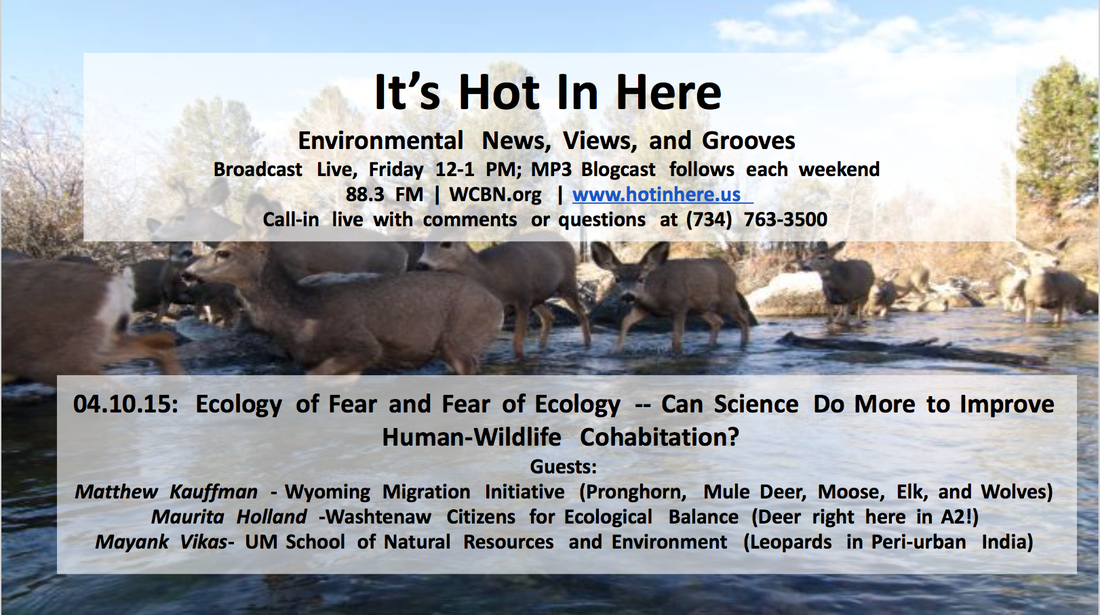 It's Hot In Here
Environmental News, Views, and Grooves
Broadcast Live, Friday 12-1 PM; MP3 Blogcast follows each weekend
88.3 FM | WCBN.org | www.hotinhere.us
Call-in live with comments or questions at (734) 763-3500
04.10.15: Ecology of Fear and Fear of Ecology -- Can Science Do More to Improve
Human-Wildlife Cohabitation?
Guests:
Matthew Kauffman - Wyoming Migration Initiative (Pronghorn, Mule Deer, Moose, Elk, and Wolves)
Maurita Holland -Washtenaw Citizens for Ecological Balance (Deer right here in A2!)
Mayank Vikas- UM School of Natural Resources and Environment (Leopards in Peri-urban India)